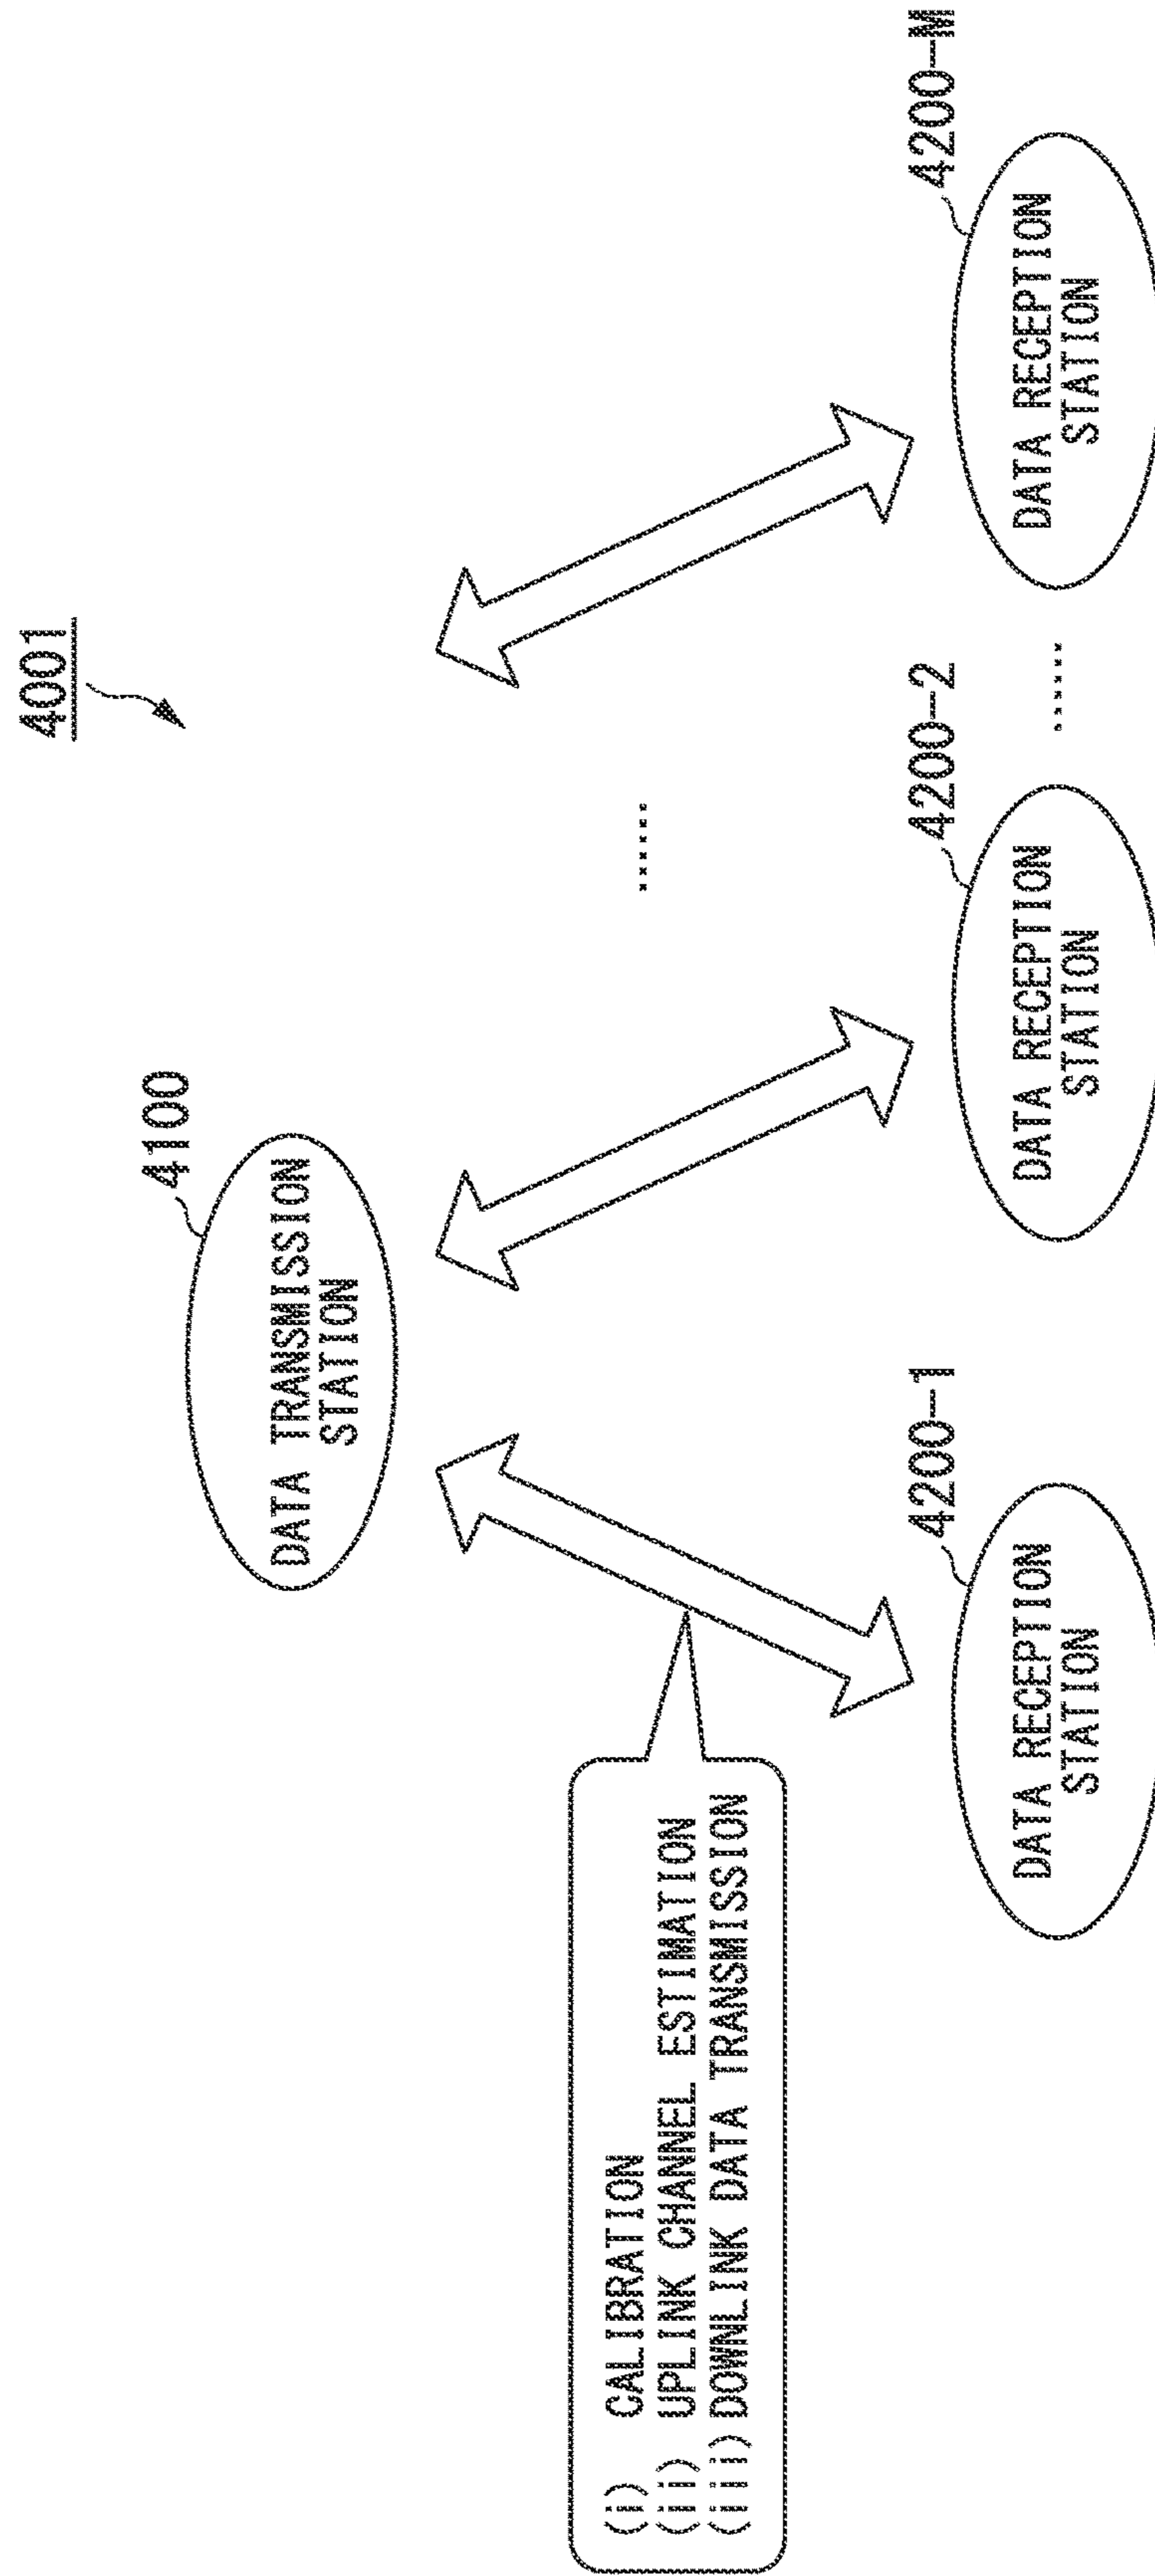 4001
4100
DATA TRANSMISSION
STATION
(i) CALIBRATION
(ii) UPLINK CHANNEL ESTIMATION
(iii) DOWNLINK DATA TRANSMISSION
......
4200-1
DATA RECEPTION
STATION
4200-2
DATA RECEPTION
STATION
......
4200-M
DATA RECEPTION
STATION